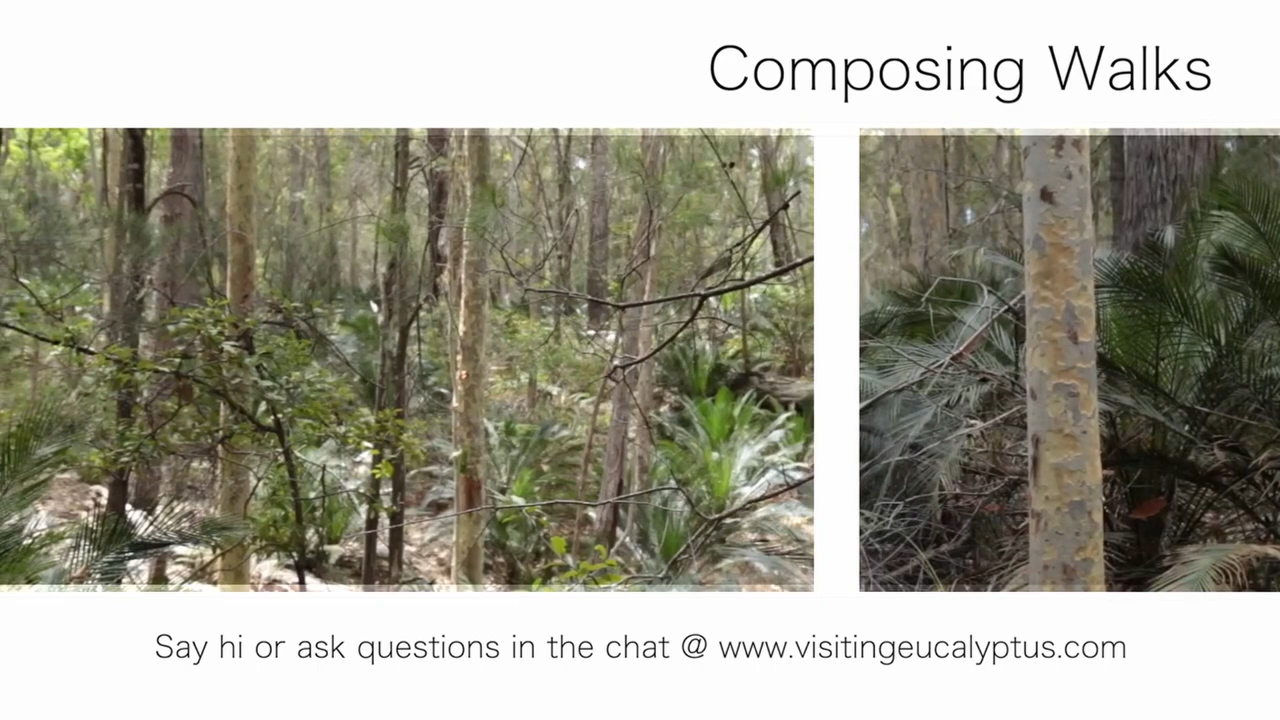 Composing Walks
Say hi or ask questions in the chat @ www.visitingeucalyptus.com